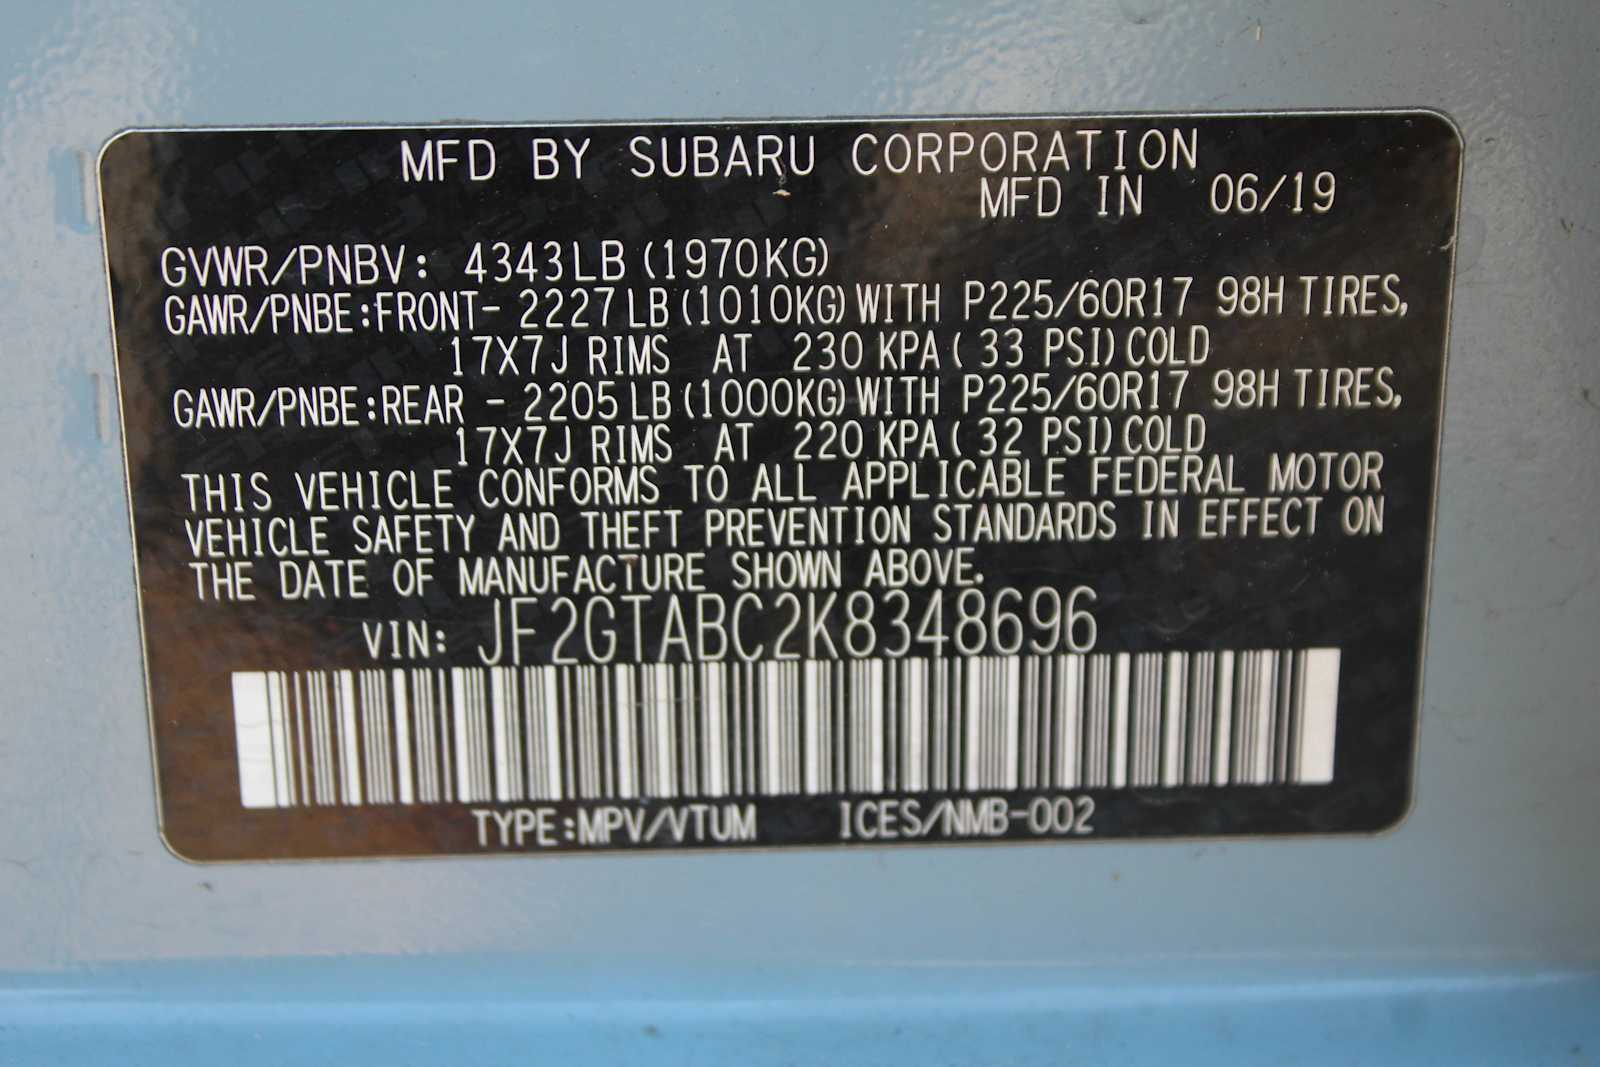 MFD BY SUBARU CORPORATION
MFD IN 06/19
GVWR/PNBV: 4343LB(1970KG)
GAWR/PNBE:FRONT- 2227LB(1010KG)WITH P225/60R17 98H TIRES,
17X7J RIMS AT 230 KPA( 33 PSI)COLD
GAWR/PNBE:REAR - 2205LB(1000KG)WITH P225/60R17 98H TIRES,
17X7J RIMS AT 220 KPA( 32 PSI)COLD
THIS VEHICLE CONFORMS TO ALL APPLICABLE FEDERAL MOTOR
VEHICLE SAFETY AND THEFT PREVENTION STANDARDS IN EFFECT ON
THE DATE OF MANUFACTURE SHOWN ABOVE.
VIN: JF2GTABC2K8348696
TYPE:MPV/VTUM ICES/NMB-002